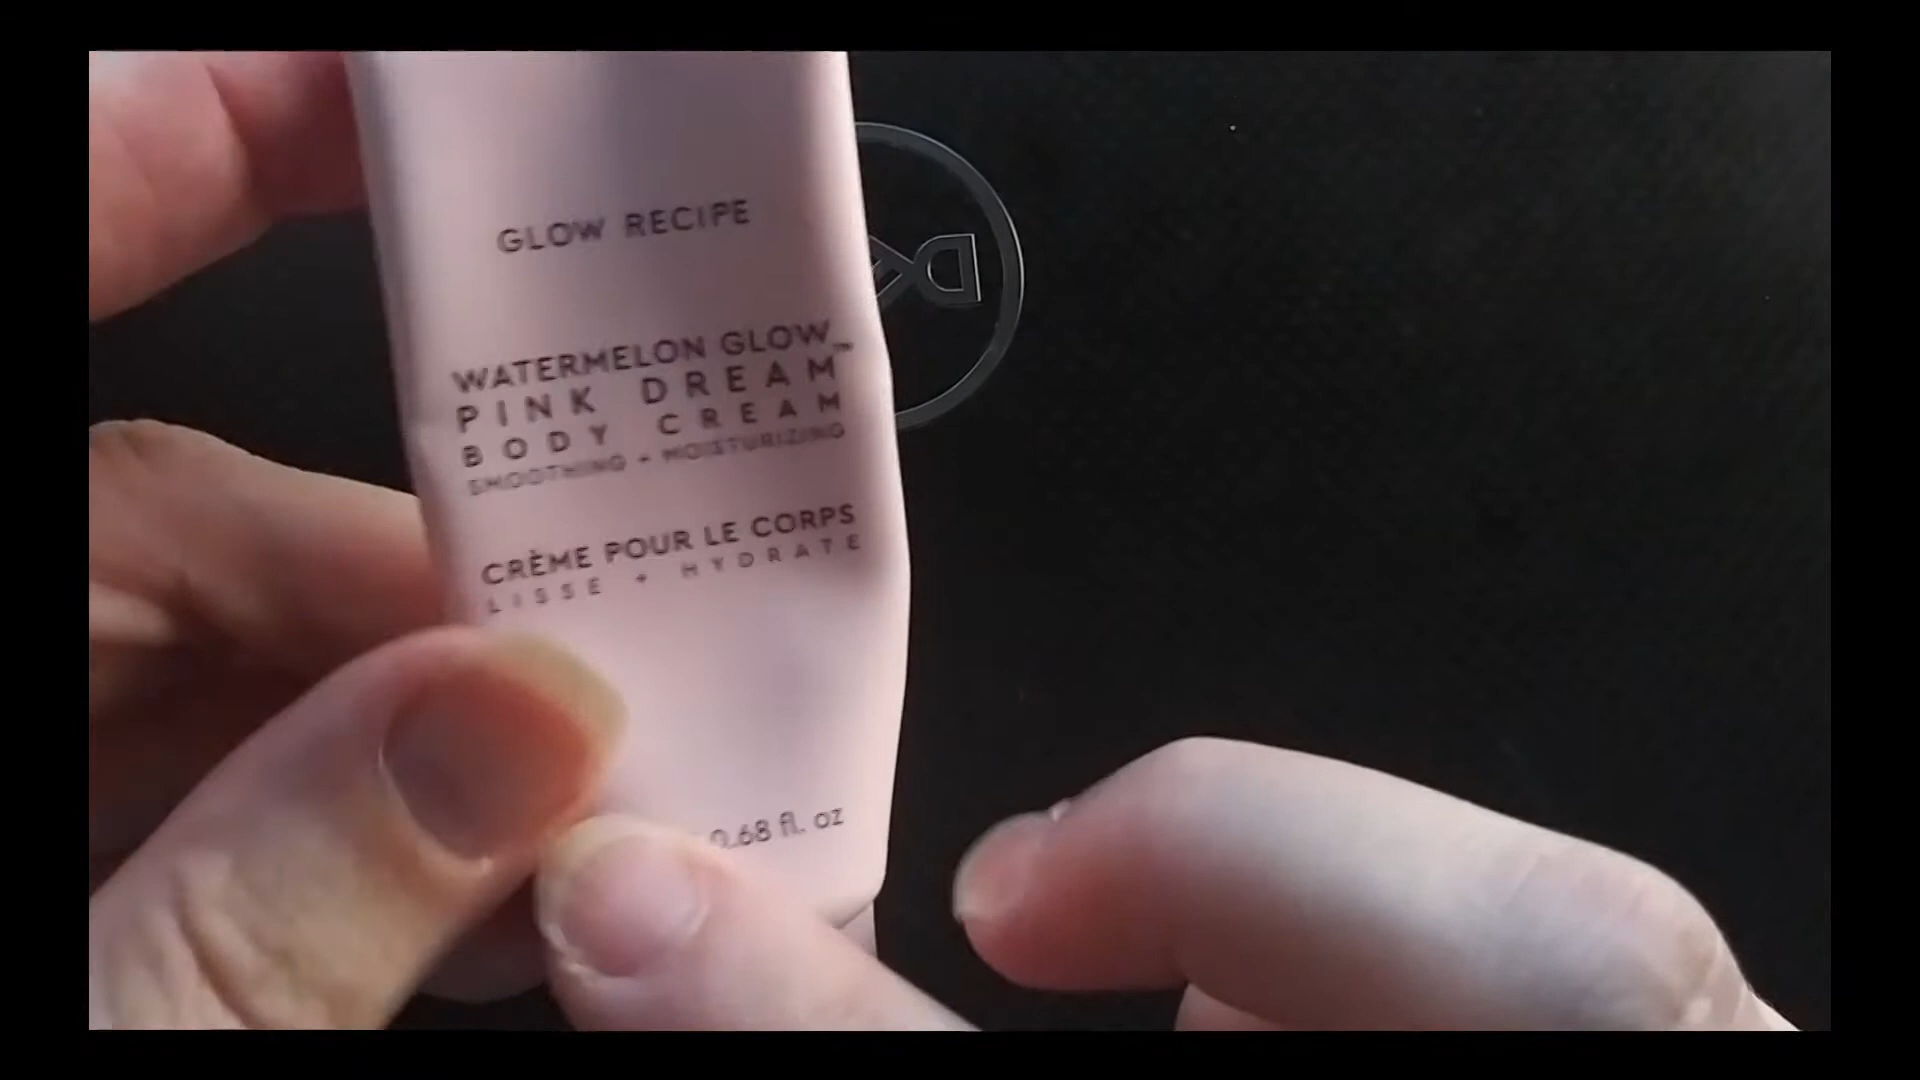 GLOW RECIPE
WATERMELON GLOW™
PINK DREAM
BODY CREAM
SMOOTHING + MOISTURIZING
CRÈME POUR LE CORPS
LISSE + HYDRATE
0.68 fl. oz
D